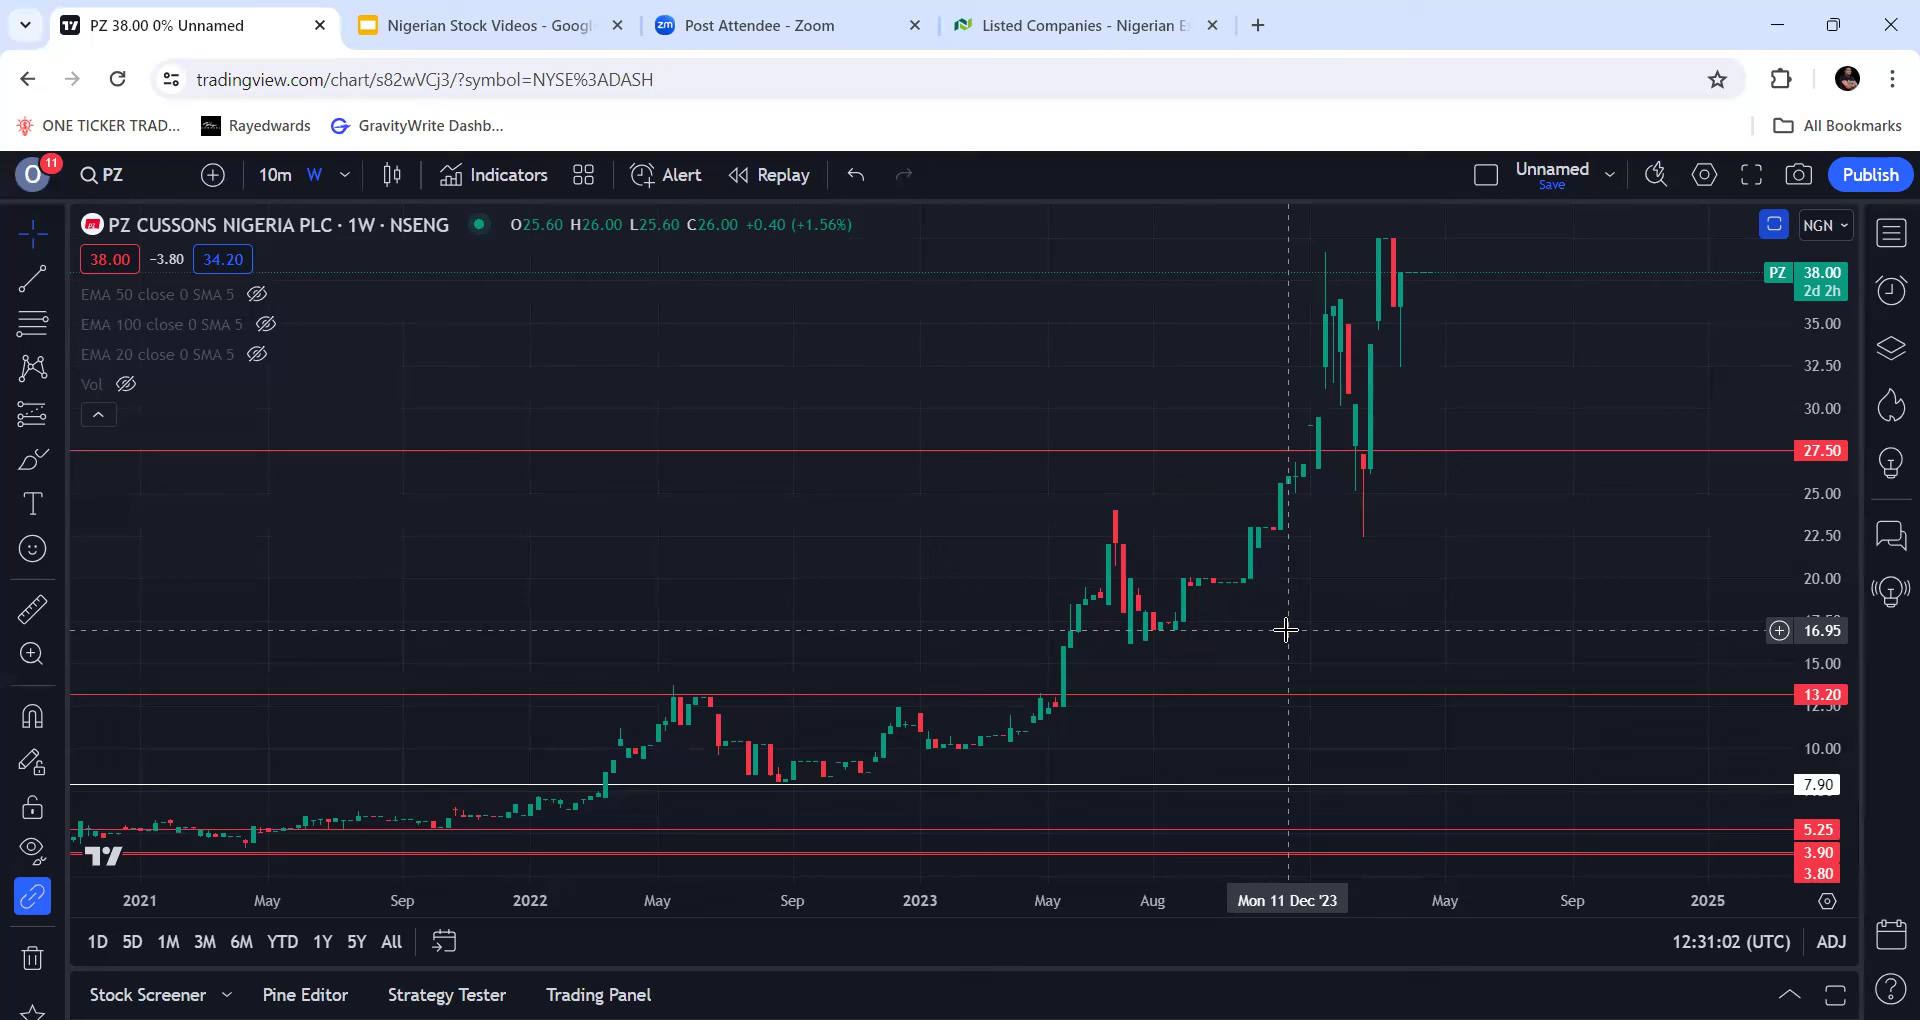 PZ 38.00 0% Unnamed
Nigerian Stock Videos - Google
zm Post Attendee - Zoom
Listed Companies - Nigerian E
tradingview.com/chart/s82wVCj3/?symbol=NYSE%3ADASH
ONE TICKER TRAD...
Rayedwards
GravityWrite Dashb...
All Bookmarks
O 11
PZ
10m W
Indicators
Alert
Replay
Unnamed
Save
Publish
PZ CUSSONS NIGERIA PLC · 1W · NSENG
O25.60 H26.00 L25.60 C26.00 +0.40 (+1.56%)
NGN
38.00 −3.80 34.20
EMA 50 close 0 SMA 5
EMA 100 close 0 SMA 5
EMA 20 close 0 SMA 5
Vol
PZ 38.00
2d 2h
35.00
32.50
30.00
27.50
25.00
22.50
20.00
16.95
15.00
13.20
12.50
10.00
7.90
5.25
3.90
3.80
2021 May Sep 2022 May Sep 2023 May Aug Mon 11 Dec '23 May Sep 2025
1D 5D 1M 3M 6M YTD 1Y 5Y All
12:31:02 (UTC) ADJ
Stock Screener Pine Editor Strategy Tester Trading Panel